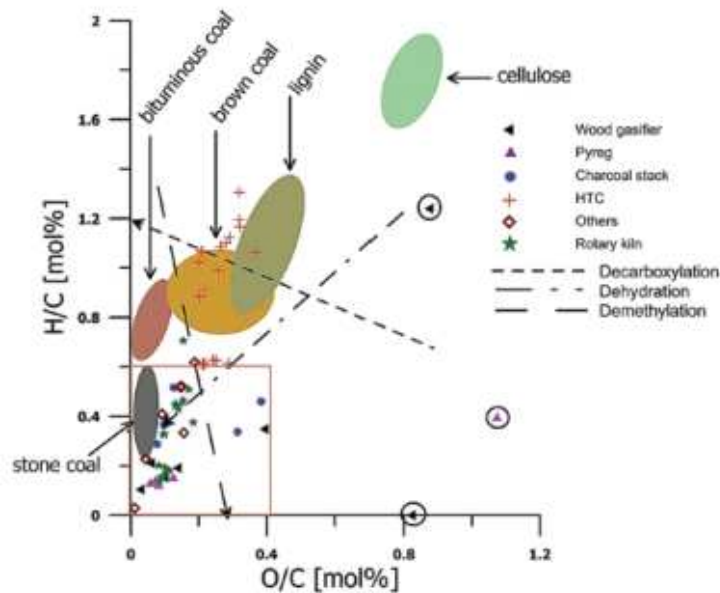 bituminous coal
brown coal
lignin
cellulose
2
1.6
1.2
0.8
0.4
0
H/C [mol%]
Wood gasifier
Pyreg
Charcoal stack
HTC
Others
Rotary kiln
Decarboxylation
Dehydration
Demethylation
stone coal
0
0.4
0.8
1.2
O/C [mol%]